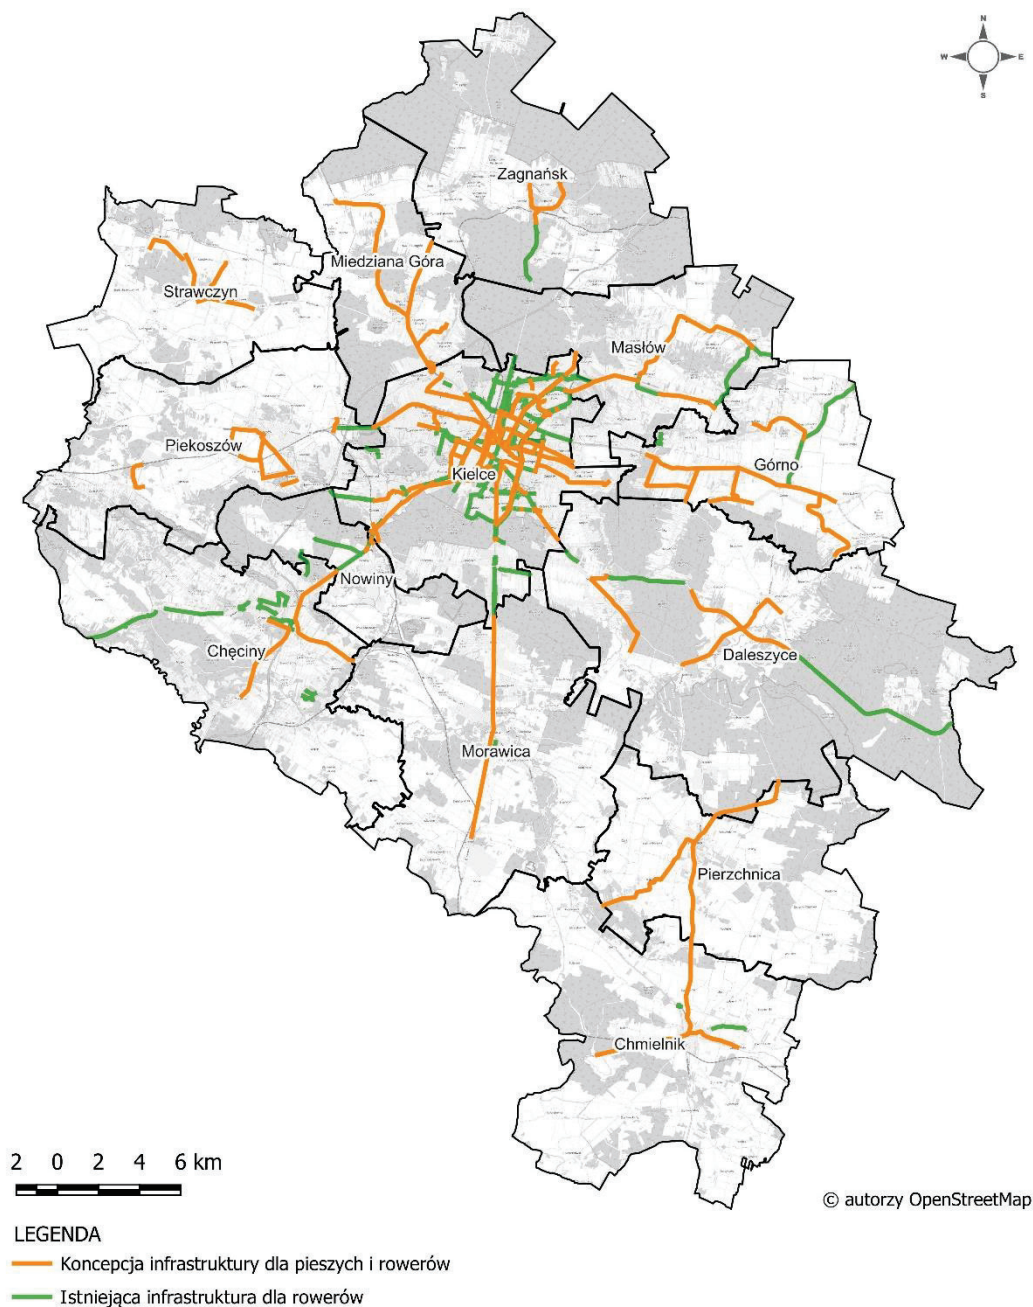 N
W E
S
Zagnańsk
Miedziana Góra
Strawczyn
Masłów
Piekoszów
Górno
Kielce
Nowiny
Chęciny
Daleszyce
Morawica
Pierzchnica
Chmielnik
2 0 2 4 6 km
© autorzy OpenStreetMap
LEGENDA
Koncepcja infrastruktury dla pieszych i rowerów
Istniejąca infrastruktura dla rowerów